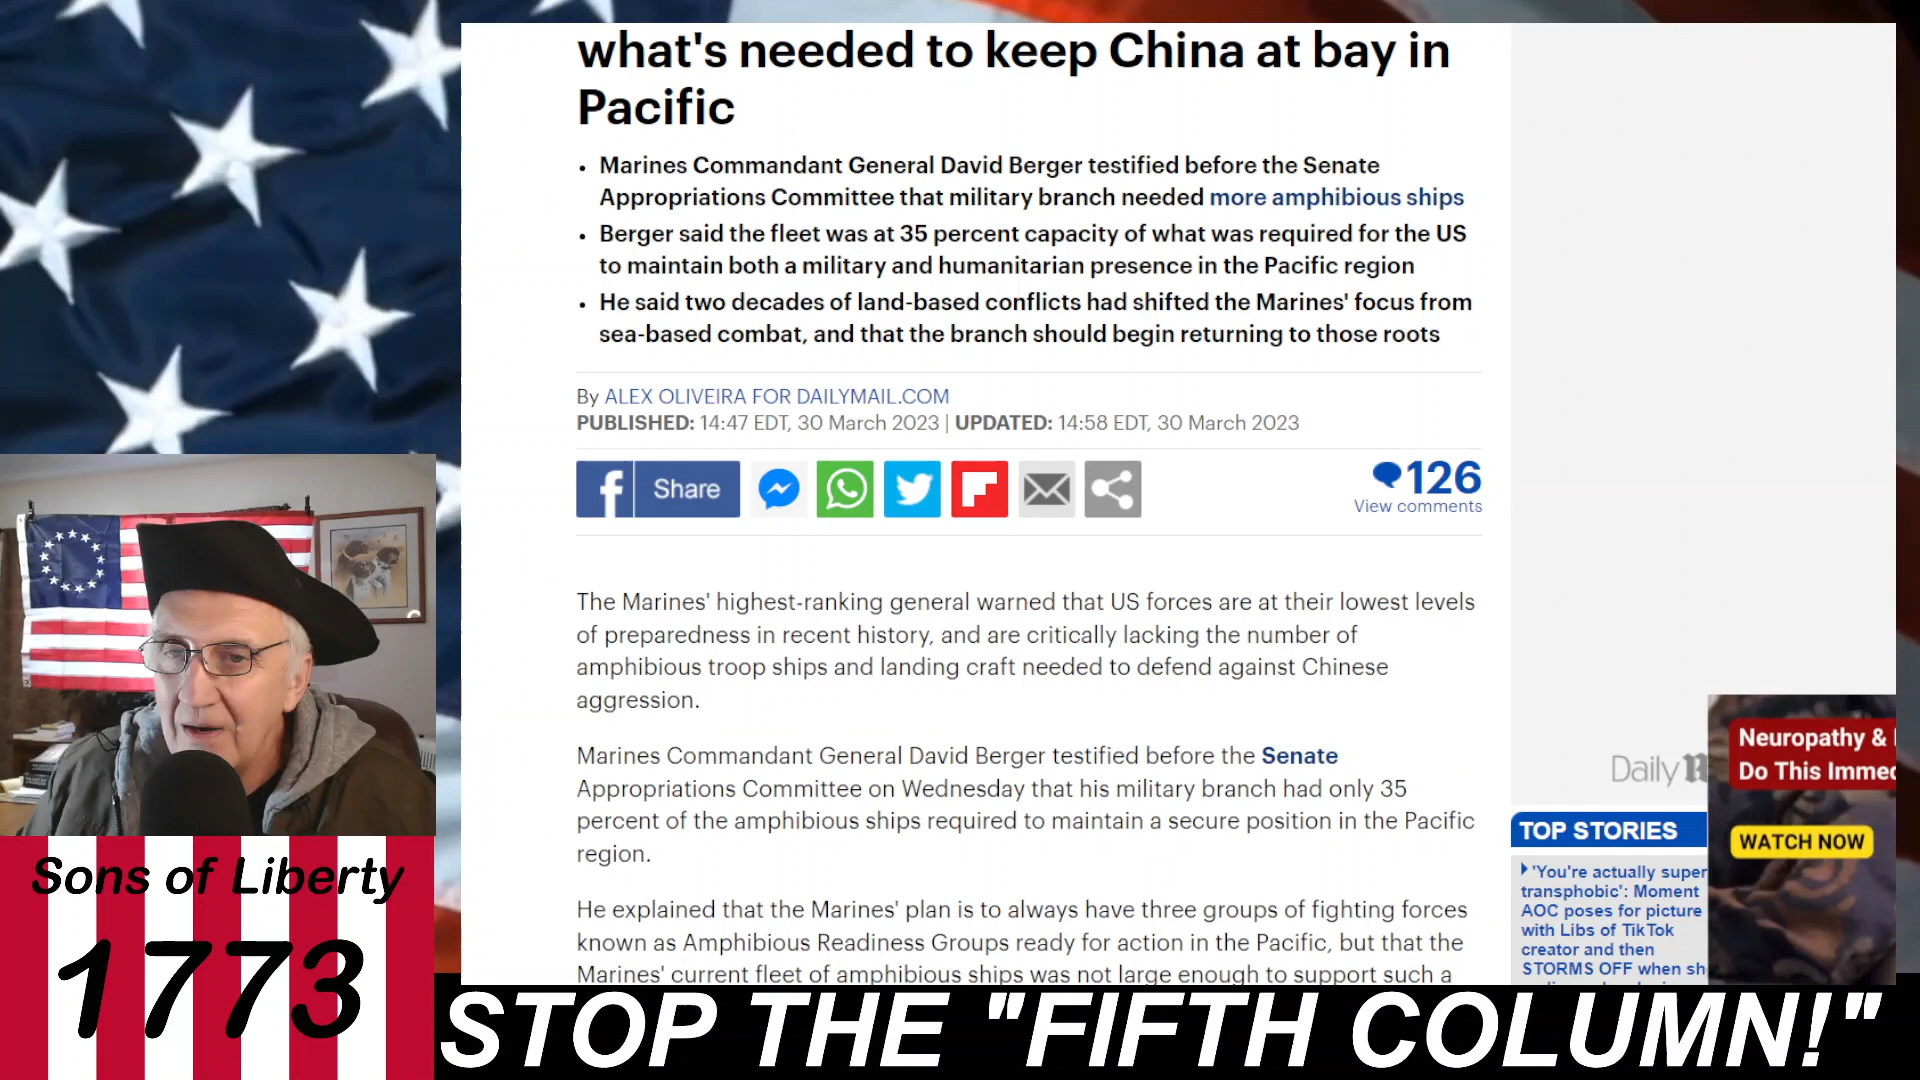 what's needed to keep China at bay in
Pacific
Marines Commandant General David Berger testified before the Senate
Appropriations Committee that military branch needed more amphibious ships
Berger said the fleet was at 35 percent capacity of what was required for the US
to maintain both a military and humanitarian presence in the Pacific region
He said two decades of land-based conflicts had shifted the Marines' focus from
sea-based combat, and that the branch should begin returning to those roots
By ALEX OLIVEIRA FOR DAILYMAIL.COM
PUBLISHED: 14:47 EDT, 30 March 2023 | UPDATED: 14:58 EDT, 30 March 2023
Share
126
View comments
The Marines' highest-ranking general warned that US forces are at their lowest levels
of preparedness in recent history, and are critically lacking the number of
amphibious troop ships and landing craft needed to defend against Chinese
aggression.
Marines Commandant General David Berger testified before the Senate
Appropriations Committee on Wednesday that his military branch had only 35
percent of the amphibious ships required to maintain a secure position in the Pacific
region.
He explained that the Marines' plan is to always have three groups of fighting forces
known as Amphibious Readiness Groups ready for action in the Pacific, but that the
Marines' current fleet of amphibious ships was not large enough to support such a
Daily
Neuropathy &
Do This Immed
WATCH NOW
TOP STORIES
'You're actually super
transphobic': Moment
AOC poses for picture
with Libs of TikTok
creator and then
STORMS OFF when sh
Sons of Liberty
1773
STOP THE "FIFTH COLUMN!"